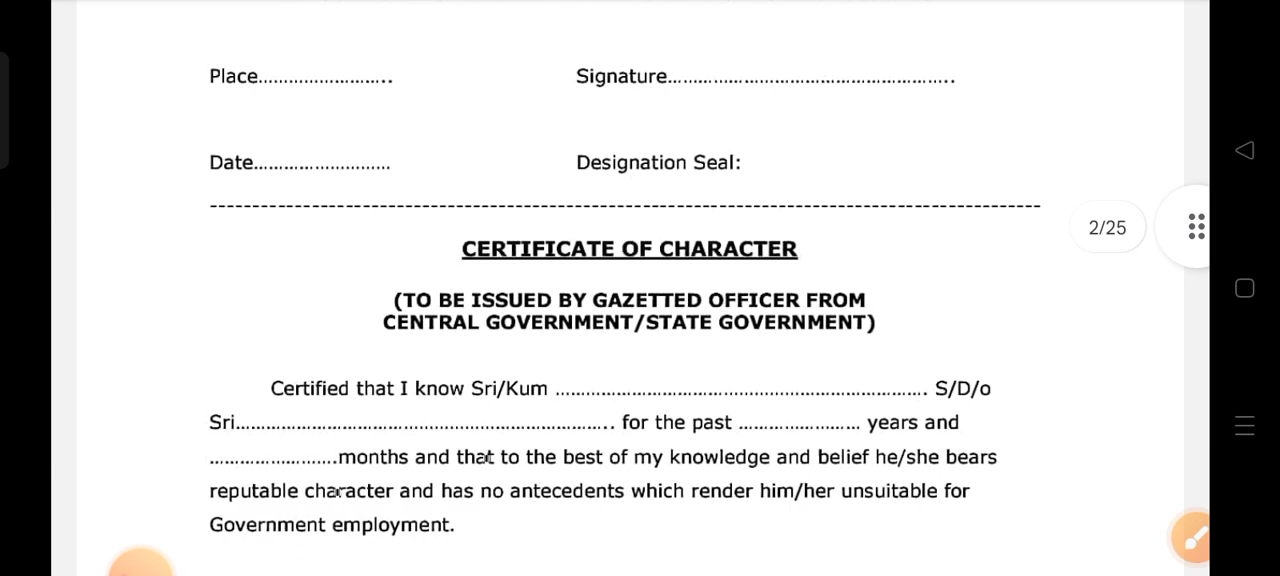 Place..........................                Signature......................................................
Date...........................                Designation Seal:
--------------------------------------------------------------------------------------------------
CERTIFICATE OF CHARACTER
(TO BE ISSUED BY GAZETTED OFFICER FROM
CENTRAL GOVERNMENT/STATE GOVERNMENT)
2/25
Certified that I know Sri/Kum ........................................................................ S/D/o
Sri.......................................................................... for the past ........................ years and
.........................months and that to the best of my knowledge and belief he/she bears
reputable character and has no antecedents which render him/her unsuitable for
Government employment.